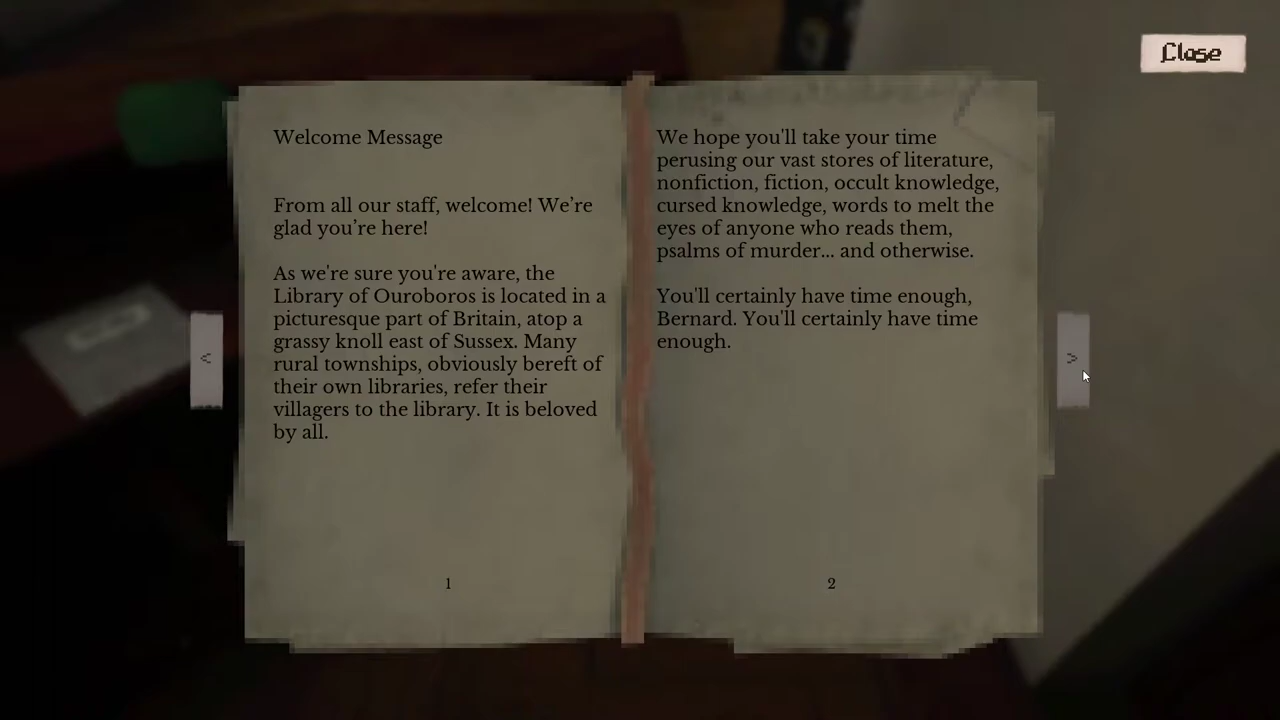 Close
Welcome Message
From all our staff, welcome! We’re
glad you’re here!
As we're sure you're aware, the
Library of Ouroboros is located in a
picturesque part of Britain, atop a
grassy knoll east of Sussex. Many
rural townships, obviously bereft of
their own libraries, refer their
villagers to the library. It is beloved
by all.
1
We hope you'll take your time
perusing our vast stores of literature,
nonfiction, fiction, occult knowledge,
cursed knowledge, words to melt the
eyes of anyone who reads them,
psalms of murder... and otherwise.
You'll certainly have time enough,
Bernard. You'll certainly have time
enough.
2
<
>